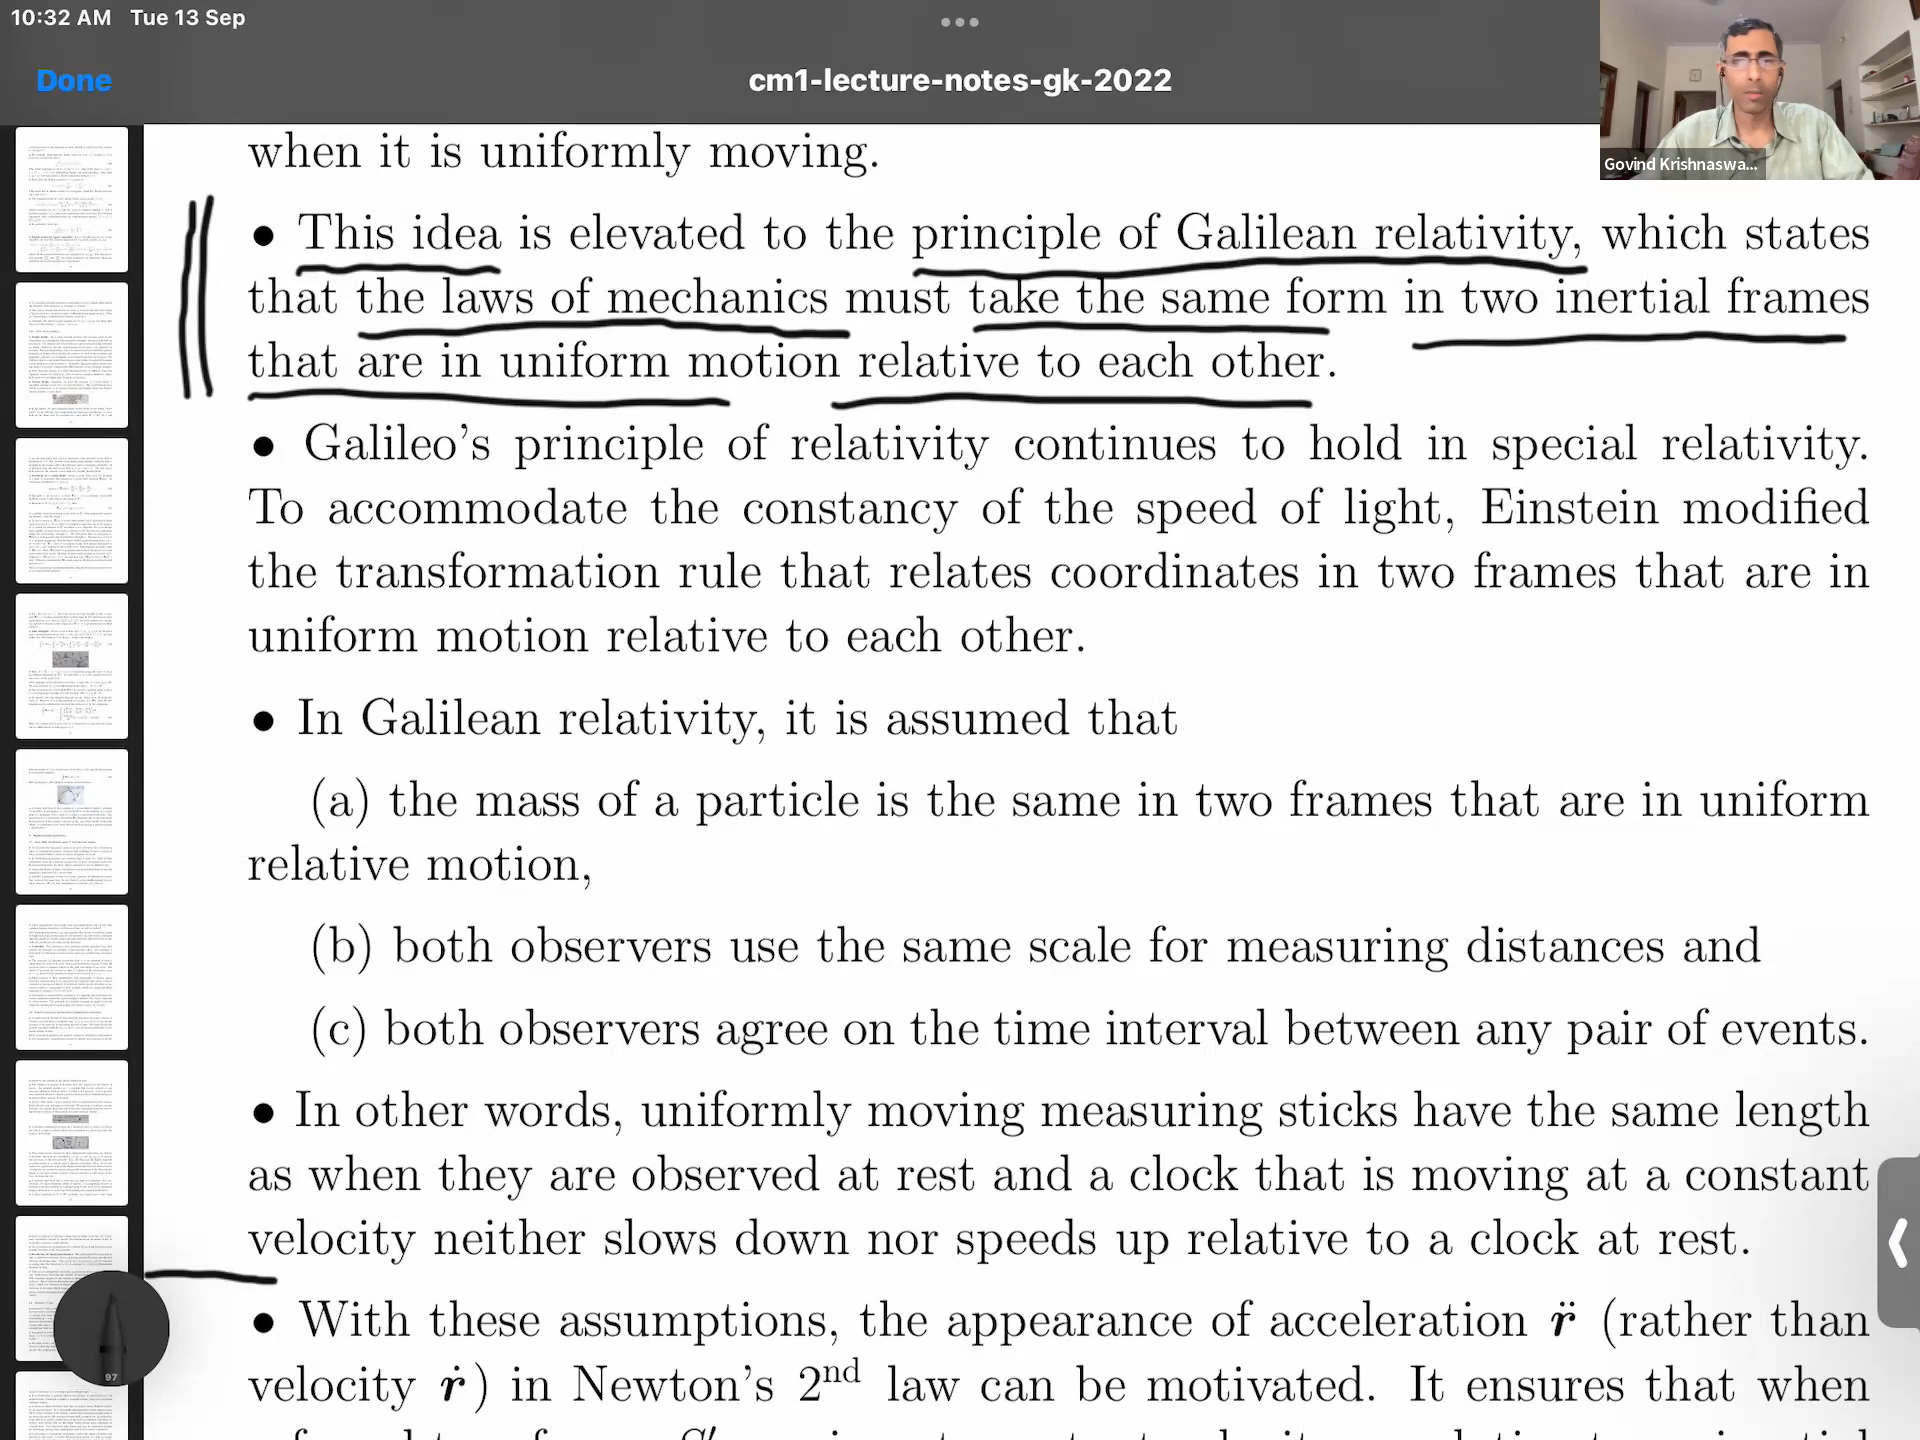 10:32 AM Tue 13 Sep
Done
cm1-lecture-notes-gk-2022
Govind Krishnaswa...
when it is uniformly moving.
• This idea is elevated to the principle of Galilean relativity, which states
that the laws of mechanics must take the same form in two inertial frames
that are in uniform motion relative to each other.
• Galileo’s principle of relativity continues to hold in special relativity.
To accommodate the constancy of the speed of light, Einstein modified
the transformation rule that relates coordinates in two frames that are in
uniform motion relative to each other.
• In Galilean relativity, it is assumed that
(a) the mass of a particle is the same in two frames that are in uniform
relative motion,
(b) both observers use the same scale for measuring distances and
(c) both observers agree on the time interval between any pair of events.
• In other words, uniformly moving measuring sticks have the same length
as when they are observed at rest and a clock that is moving at a constant
velocity neither slows down nor speeds up relative to a clock at rest.
• With these assumptions, the appearance of acceleration r̈ (rather than
velocity ṙ) in Newton’s 2nd law can be motivated. It ensures that when
97